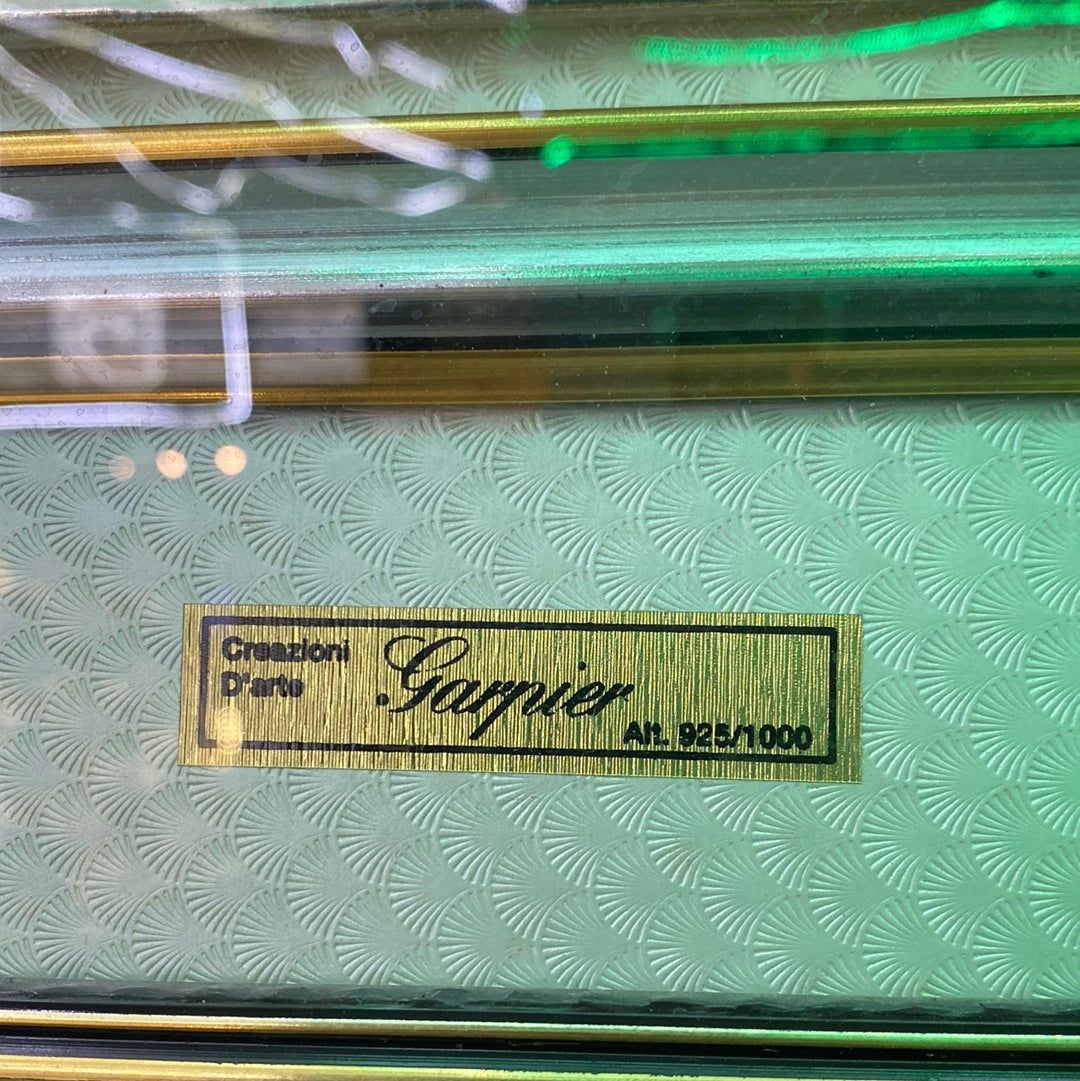 Creazioni
D'arte
Garpier
Alt. 925/1000